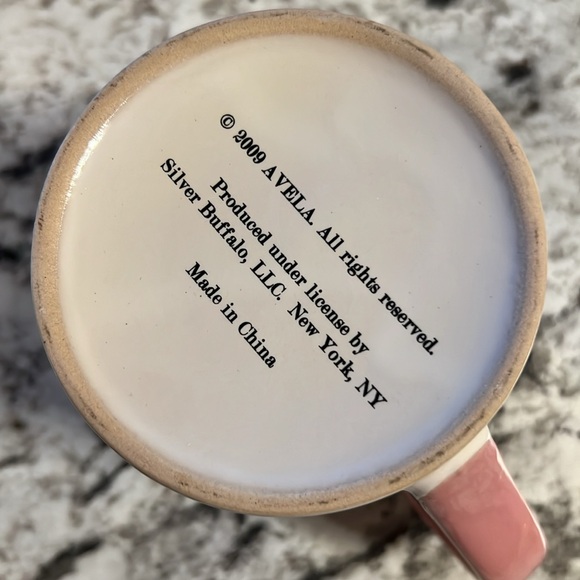 © 2009 AVELA. All rights reserved.
Produced under license by
Silver Buffalo, LLC. New York, NY
Made in China